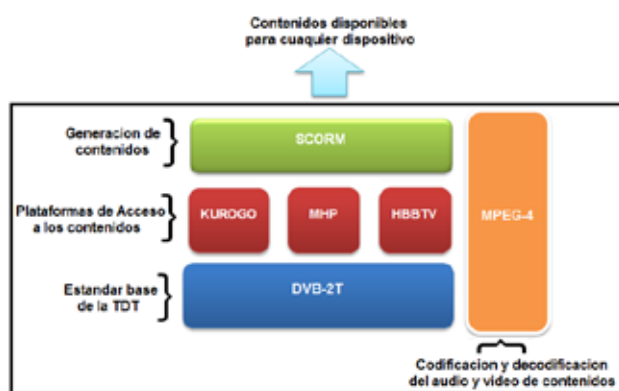 Contenidos disponibles
para cuaquier dispositivo
Generacion de
contenidos
SCORM
Plataformas de Acceso
a los contenidos
KUROGO
MHP
HBBTV
MPEG-4
Estandar base
de la TDT
DVB-2T
Codificacion y decodificacion
del audio y video de contenidos